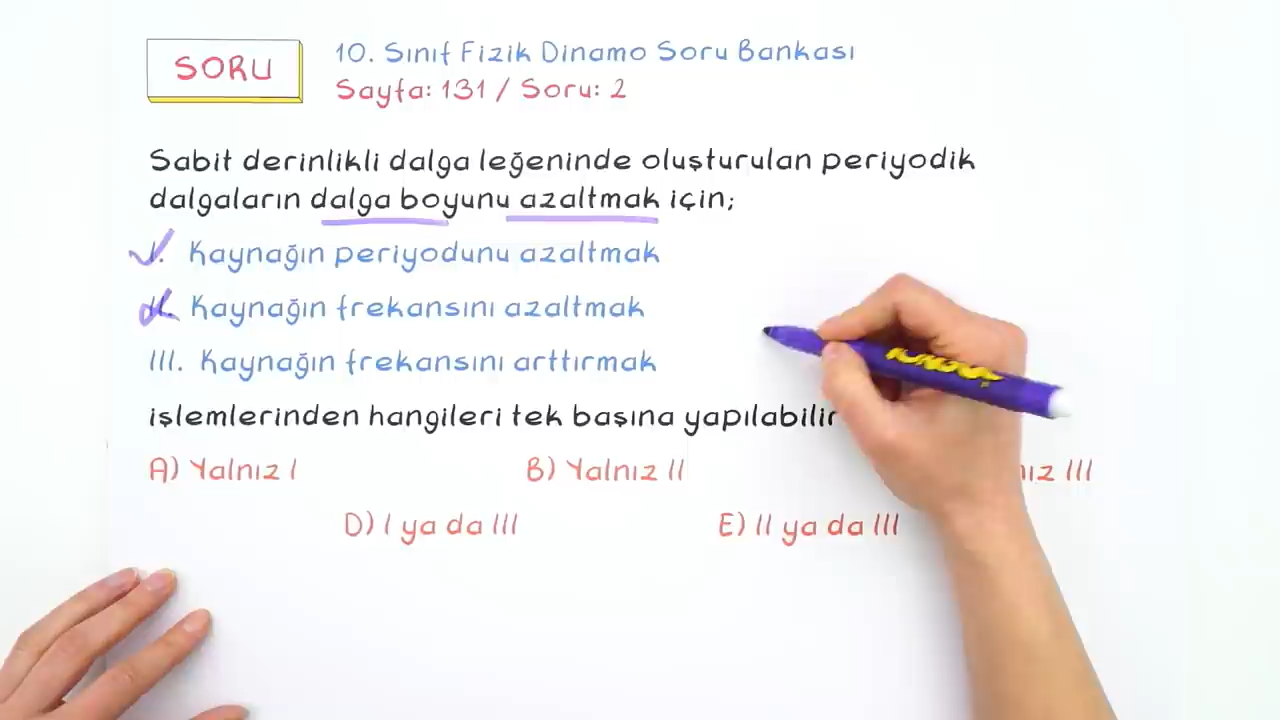 SORU
10. Sınıf Fizik Dinamo Soru Bankası
Sayfa: 131 / Soru: 2
Sabit derinlikli dalga leğeninde oluşturulan periyodik
dalgaların dalga boyunu azaltmak için;
I. Kaynağın periyodunu azaltmak
II. Kaynağın frekansını azaltmak
III. Kaynağın frekansını arttırmak
işlemlerinden hangileri tek başına yapılabilir
A) Yalnız I
B) Yalnız II
III
D) I ya da III
E) II ya da III